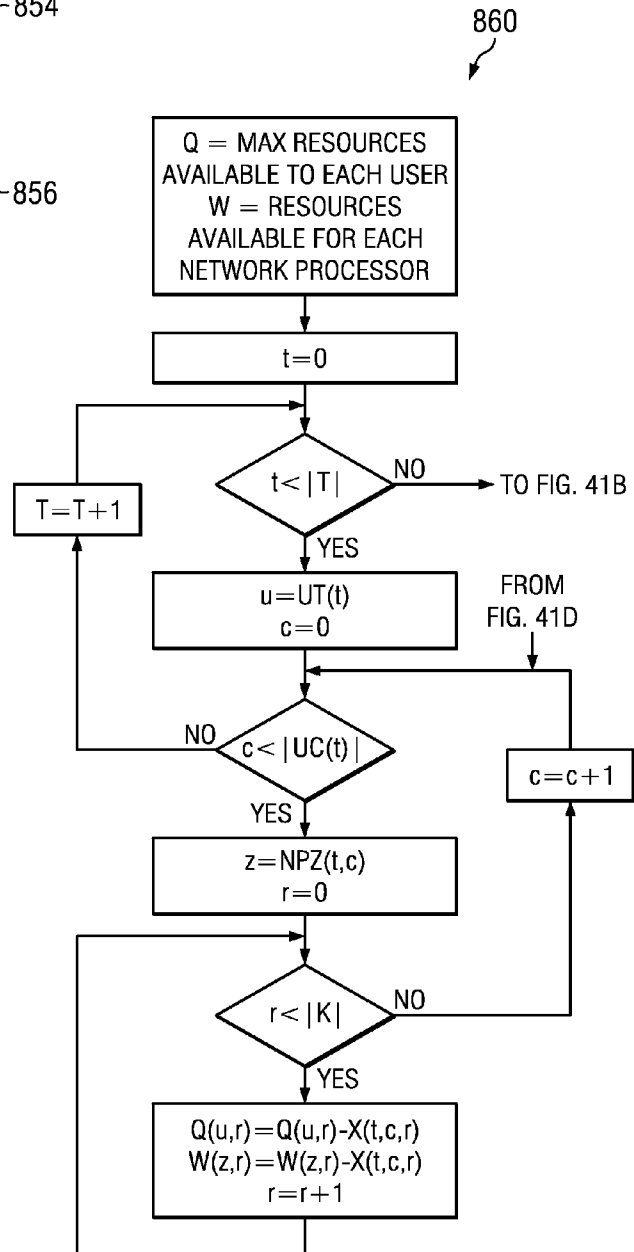 854
860
856
Q = MAX RESOURCES
AVAILABLE TO EACH USER
W = RESOURCES
AVAILABLE FOR EACH
NETWORK PROCESSOR
t=0
t<|T|
NO
TO FIG. 41B
T=T+1
YES
u=UT(t)
c=0
FROM
FIG. 41D
NO
c<|UC(t)|
c=c+1
YES
z=NPZ(t,c)
r=0
r<|K|
NO
YES
Q(u,r)=Q(u,r)-X(t,c,r)
W(z,r)=W(z,r)-X(t,c,r)
r=r+1